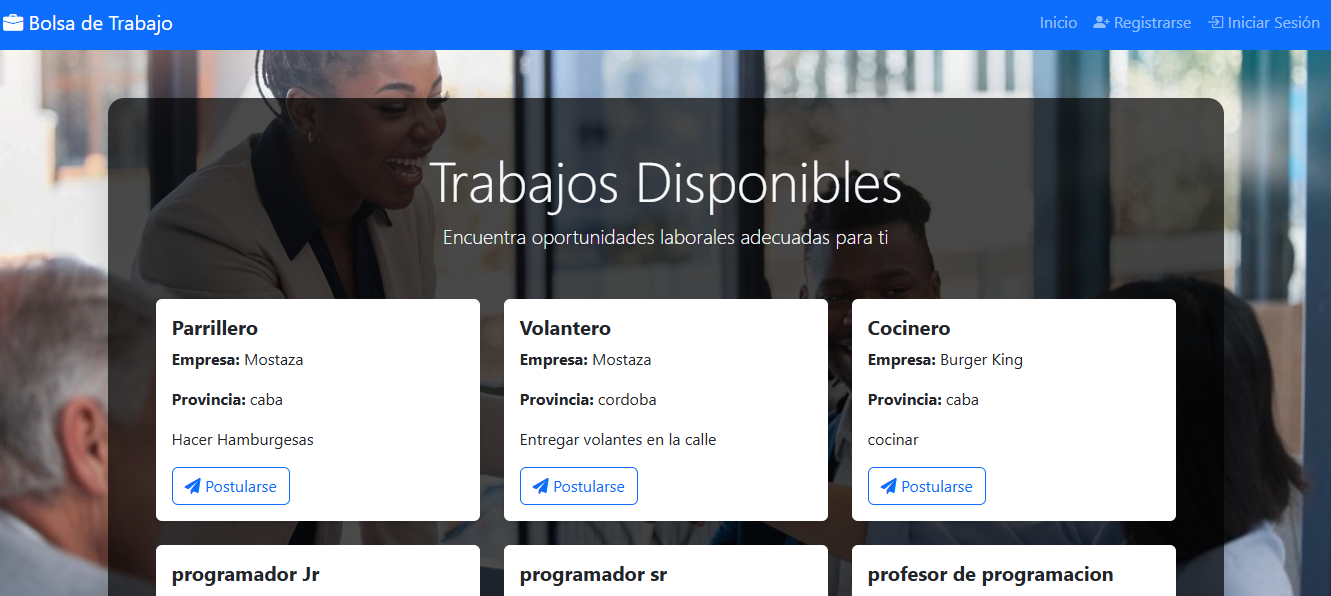 Bolsa de Trabajo
Inicio Registrarse Iniciar Sesión
Trabajos Disponibles
Encuentra oportunidades laborales adecuadas para ti
Parrillero
Empresa: Mostaza
Provincia: caba
Hacer Hamburgesas
Postularse
Volantero
Empresa: Mostaza
Provincia: cordoba
Entregar volantes en la calle
Postularse
Cocinero
Empresa: Burger King
Provincia: caba
cocinar
Postularse
programador Jr
programador sr
profesor de programacion